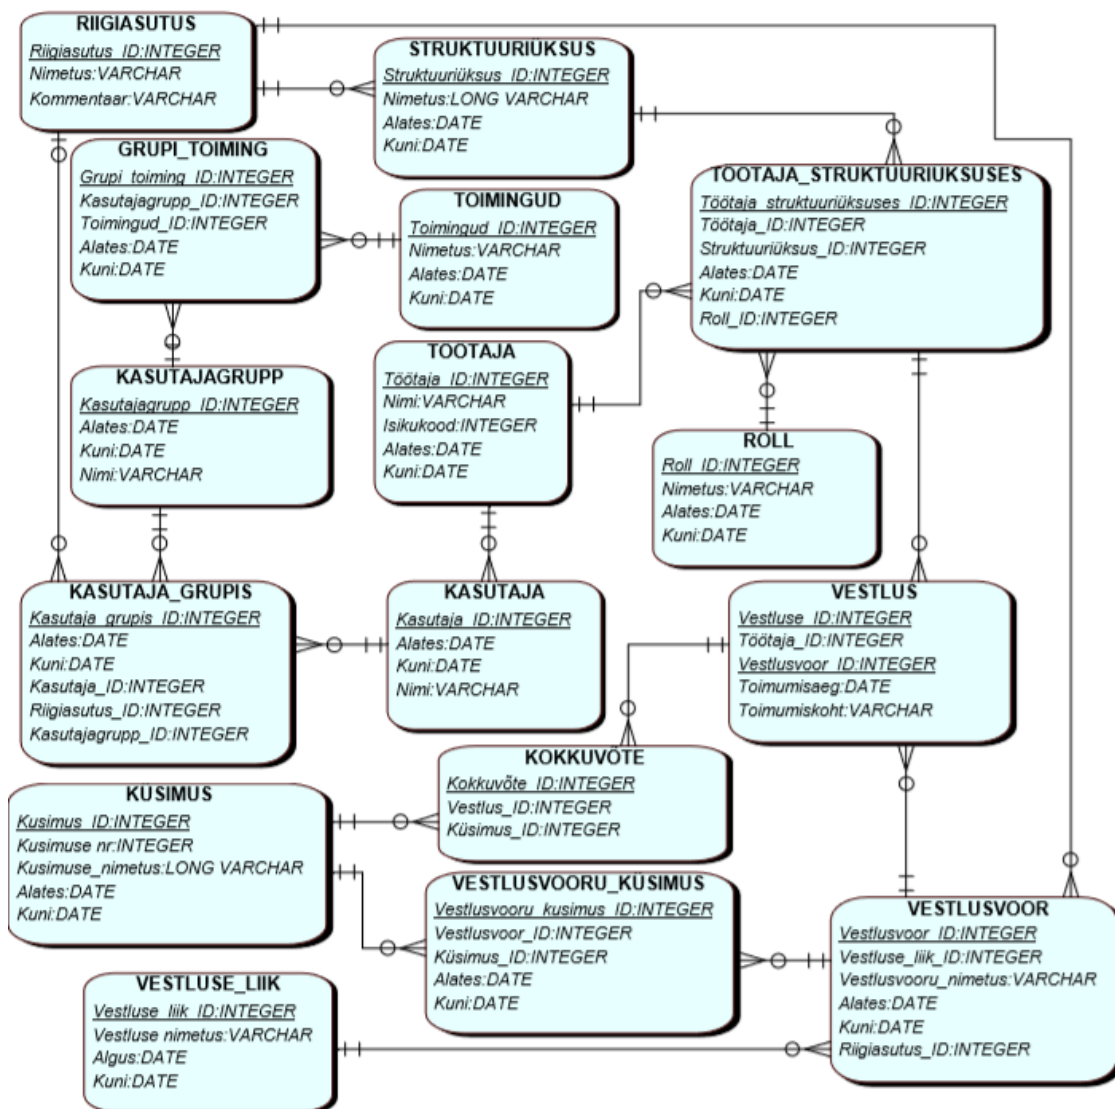 RIIGIASUTUS
Riigiasutus_ID:INTEGER
Nimetus:VARCHAR
Kommentaar:VARCHAR
STRUKTUURIÜKSUS
Struktuuriüksus_ID:INTEGER
Nimetus:LONG VARCHAR
Alates:DATE
Kuni:DATE
GRUPI_TOIMING
Grupi_toiming_ID:INTEGER
Kasutajagrupp_ID:INTEGER
Toimingud_ID:INTEGER
Alates:DATE
Kuni:DATE
TOIMINGUD
Toimingud_ID:INTEGER
Nimetus:VARCHAR
Alates:DATE
Kuni:DATE
TÖÖTAJA_STRUKTUURIÜKSUSES
Töötaja_struktuuriüksuses_ID:INTEGER
Töötaja_ID:INTEGER
Struktuuriüksus_ID:INTEGER
Alates:DATE
Kuni:DATE
Roll_ID:INTEGER
KASUTAJAGRUPP
Kasutajagrupp_ID:INTEGER
Alates:DATE
Kuni:DATE
Nimi:VARCHAR
TÖÖTAJA
Töötaja_ID:INTEGER
Nimi:VARCHAR
Isikukood:INTEGER
Alates:DATE
Kuni:DATE
ROLL
Roll_ID:INTEGER
Nimetus:VARCHAR
Alates:DATE
Kuni:DATE
KASUTAJA_GRUPIS
Kasutaja_grupis_ID:INTEGER
Alates:DATE
Kuni:DATE
Kasutaja_ID:INTEGER
Riigiasutus_ID:INTEGER
Kasutajagrupp_ID:INTEGER
KASUTAJA
Kasutaja_ID:INTEGER
Alates:DATE
Kuni:DATE
Nimi:VARCHAR
VESTLUS
Vestluse_ID:INTEGER
Töötaja_ID:INTEGER
Vestlusvoor_ID:INTEGER
Toimumisaeg:DATE
Toimumiskoht:VARCHAR
KOKKUVÕTE
Kokkuvõte_ID:INTEGER
Vestlus_ID:INTEGER
Küsimus_ID:INTEGER
KÜSIMUS
Kusimus_ID:INTEGER
Kusimuse nr:INTEGER
Kusimuse_nimetus:LONG VARCHAR
Alates:DATE
Kuni:DATE
VESTLUSVOORU_KÜSIMUS
Vestlusvooru_kusimus_ID:INTEGER
Vestlusvoor_ID:INTEGER
Küsimus_ID:INTEGER
Alates:DATE
Kuni:DATE
VESTLUSVOOR
Vestlusvoor_ID:INTEGER
Vestluse_liik_ID:INTEGER
Vestlusvooru_nimetus:VARCHAR
Alates:DATE
Kuni:DATE
Riigiasutus_ID:INTEGER
VESTLUSE_LIIK
Vestluse_liik_ID:INTEGER
Vestluse nimetus:VARCHAR
Algus:DATE
Kuni:DATE